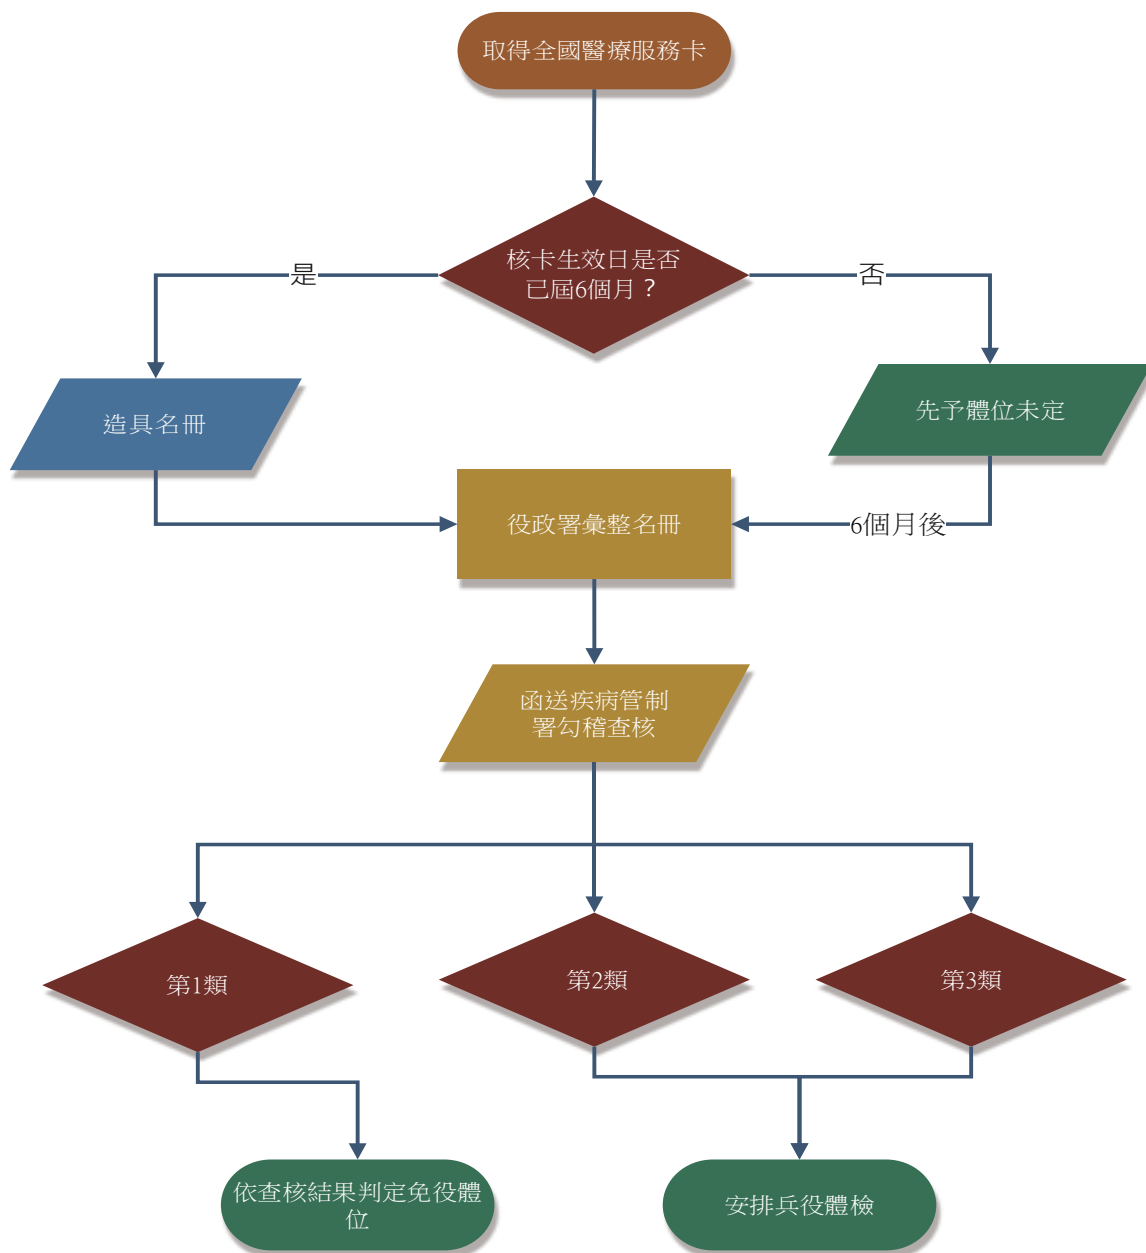 取得全國醫療服務卡
核卡生效日是否
已屆6個月？
是
否
造具名冊
先予體位未定
役政署彙整名冊
6個月後
函送疾病管制
署勾稽查核
第1類
第2類
第3類
依查核結果判定免役體
位
安排兵役體檢